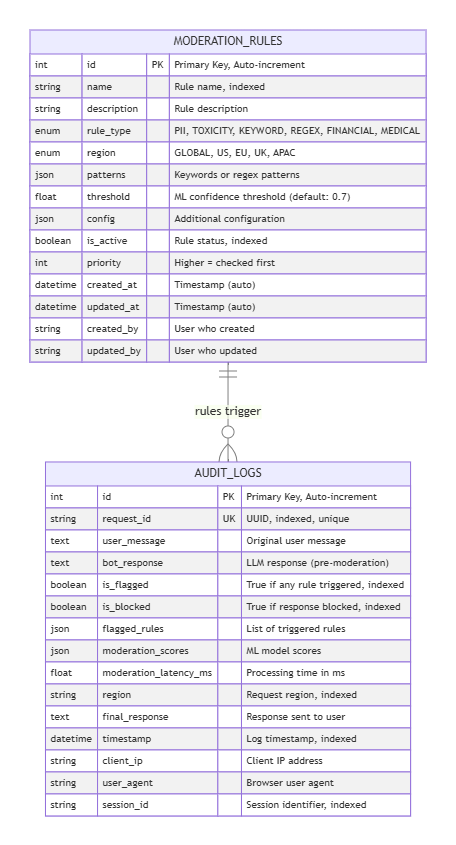 MODERATION_RULES
int id PK Primary Key, Auto-increment
string name Rule name, indexed
string description Rule description
enum rule_type PII, TOXICITY, KEYWORD, REGEX, FINANCIAL, MEDICAL
enum region GLOBAL, US, EU, UK, APAC
json patterns Keywords or regex patterns
float threshold ML confidence threshold (default: 0.7)
json config Additional configuration
boolean is_active Rule status, indexed
int priority Higher = checked first
datetime created_at Timestamp (auto)
datetime updated_at Timestamp (auto)
string created_by User who created
string updated_by User who updated
rules trigger
AUDIT_LOGS
int id PK Primary Key, Auto-increment
string request_id UK UUID, indexed, unique
text user_message Original user message
text bot_response LLM response (pre-moderation)
boolean is_flagged True if any rule triggered, indexed
boolean is_blocked True if response blocked, indexed
json flagged_rules List of triggered rules
json moderation_scores ML model scores
float moderation_latency_ms Processing time in ms
string region Request region, indexed
text final_response Response sent to user
datetime timestamp Log timestamp, indexed
string client_ip Client IP address
string user_agent Browser user agent
string session_id Session identifier, indexed